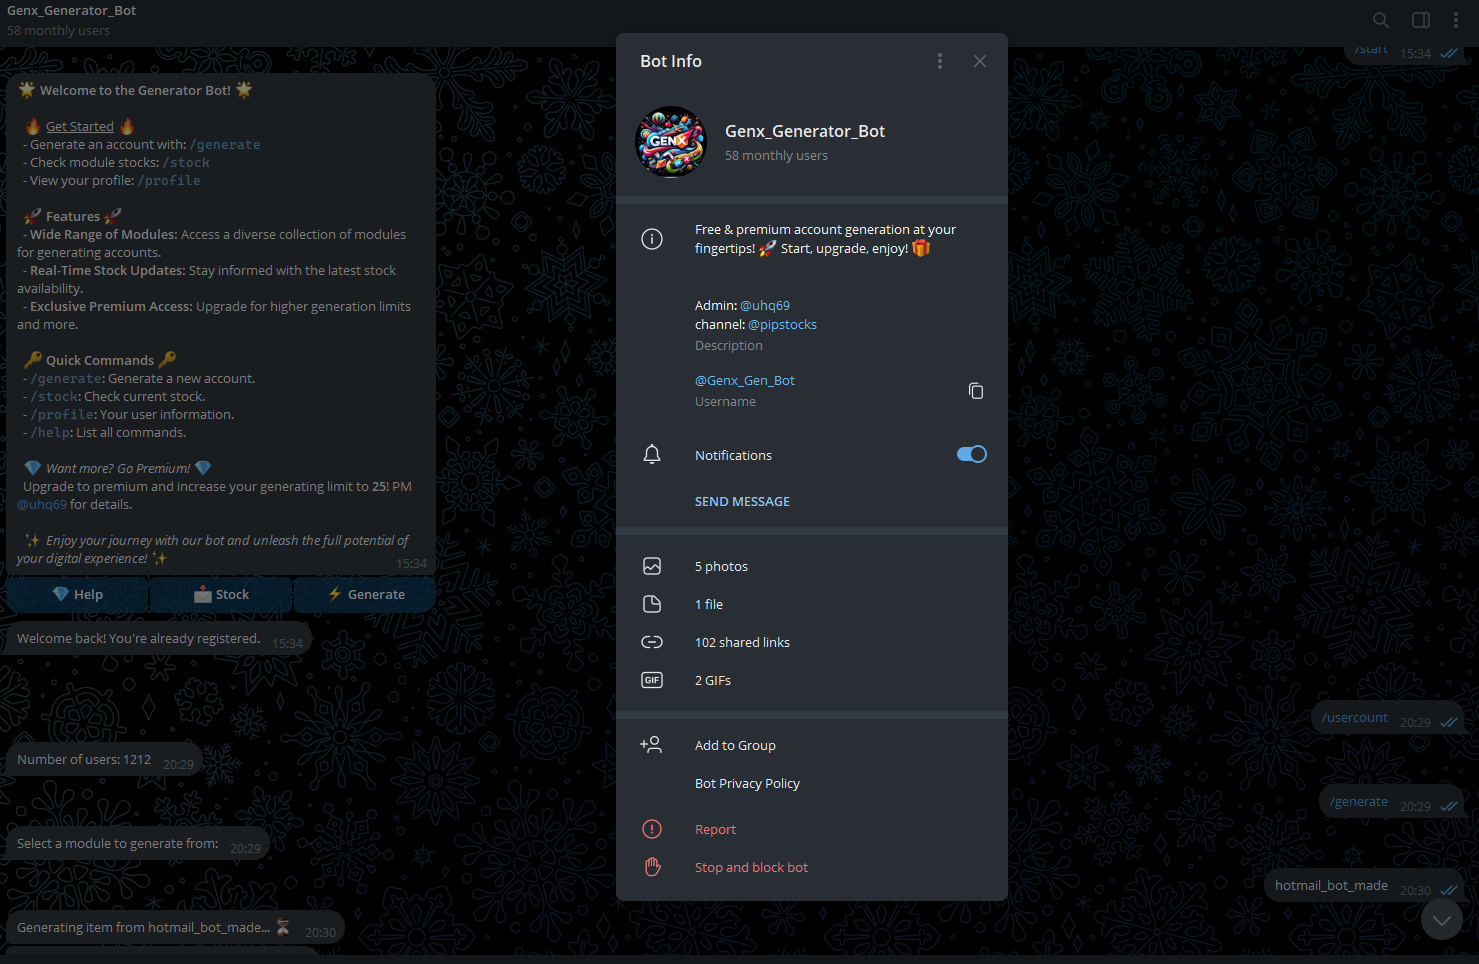 Genx_Generator_Bot
58 monthly users
/start 15:34
🌟 Welcome to the Generator Bot! 🌟
🔥 Get Started 🔥
- Generate an account with: /generate
- Check module stocks: /stock
- View your profile: /profile
🚀 Features 🚀
- Wide Range of Modules: Access a diverse collection of modules
for generating accounts.
- Real-Time Stock Updates: Stay informed with the latest stock
availability.
- Exclusive Premium Access: Upgrade for higher generation limits
and more.
🔑 Quick Commands 🔑
- /generate: Generate a new account.
- /stock: Check current stock.
- /profile: Your user information.
- /help: List all commands.
💎 Want more? Go Premium! 💎
Upgrade to premium and increase your generating limit to 25! PM
@uhq69 for details.
✨ Enjoy your journey with our bot and unleash the full potential of
your digital experience! ✨
15:34
💎 Help
📩 Stock
⚡ Generate
Welcome back! You're already registered. 15:34
/usercount 20:29
Number of users: 1212 20:29
/generate 20:29
Select a module to generate from: 20:29
hotmail_bot_made 20:30
Generating item from hotmail_bot_made... ⏳ 20:30
Bot Info
GENX
Genx_Generator_Bot
58 monthly users
Free & premium account generation at your
fingertips! 🚀 Start, upgrade, enjoy! 🎁
Admin: @uhq69
channel: @pipstocks
Description
@Genx_Gen_Bot
Username
Notifications
SEND MESSAGE
5 photos
1 file
102 shared links
GIF
2 GIFs
Add to Group
Bot Privacy Policy
Report
Stop and block bot